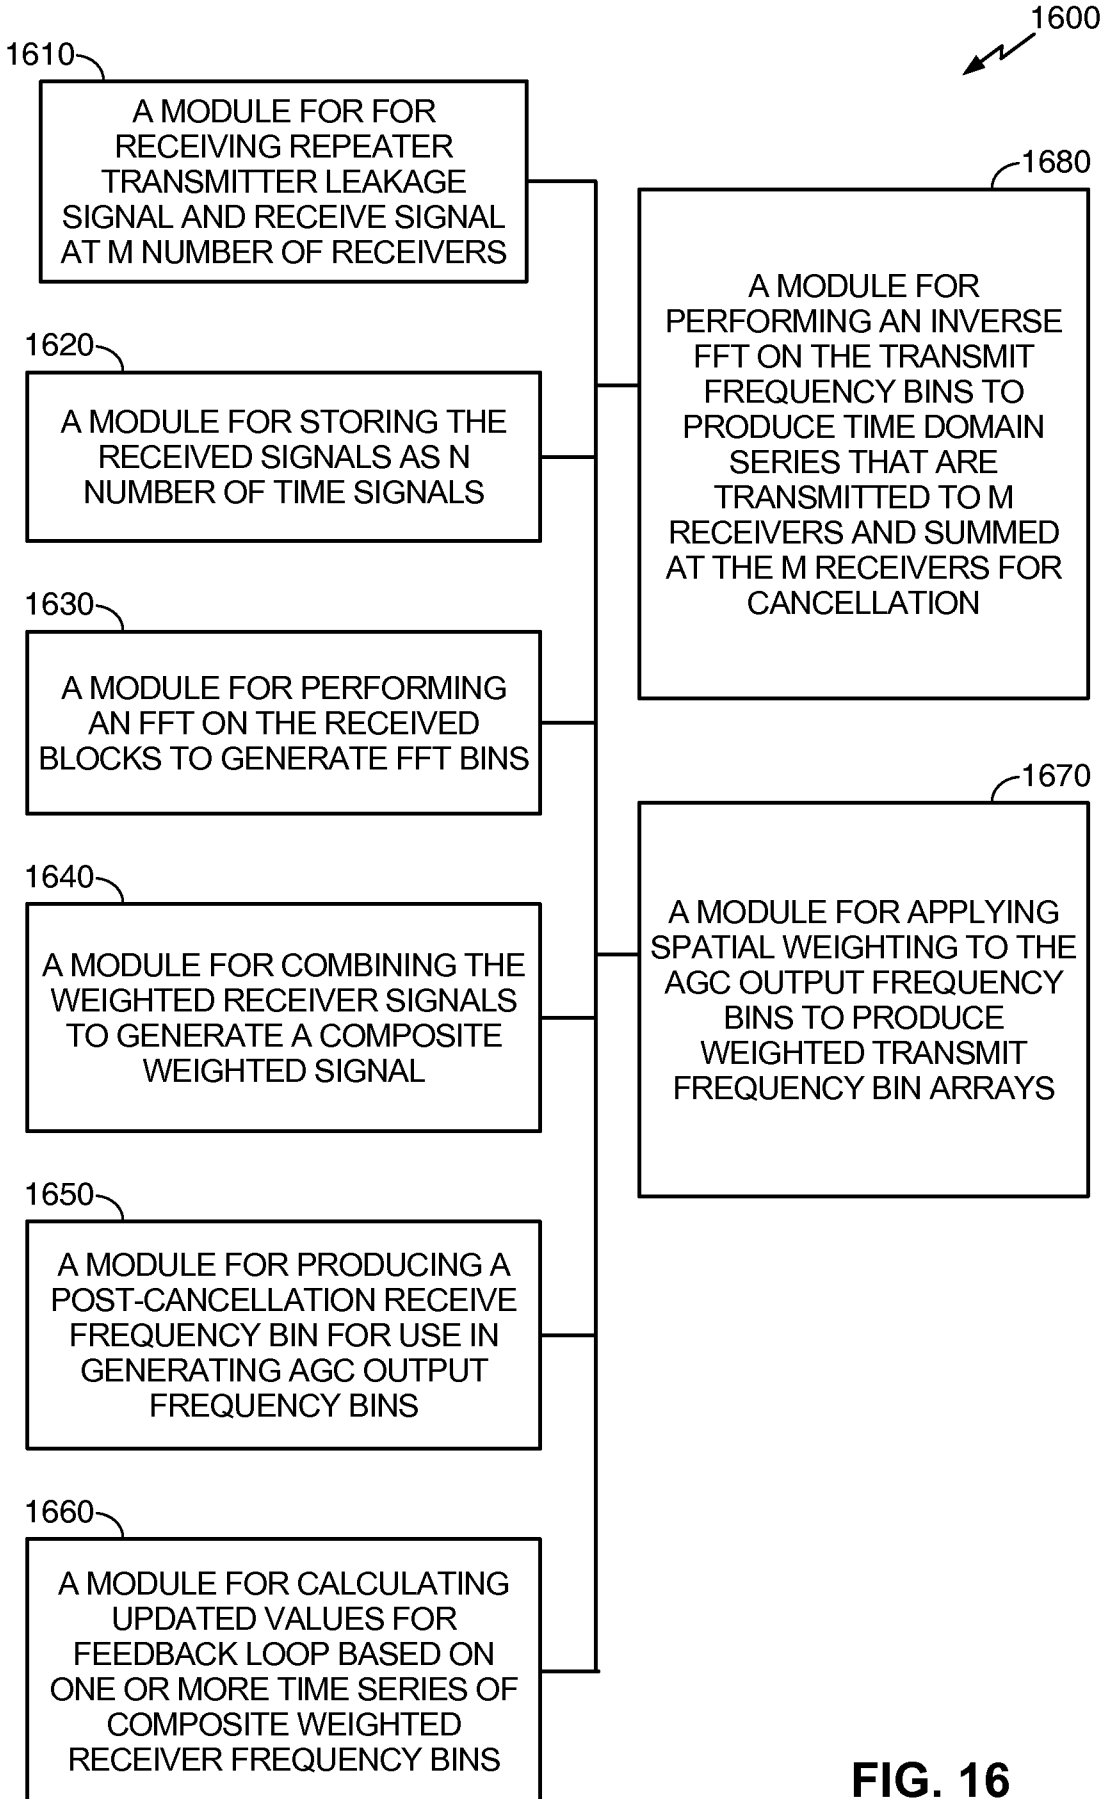 1600
1610
A MODULE FOR FOR
RECEIVING REPEATER
TRANSMITTER LEAKAGE
SIGNAL AND RECEIVE SIGNAL
AT M NUMBER OF RECEIVERS
1620
A MODULE FOR STORING THE
RECEIVED SIGNALS AS N
NUMBER OF TIME SIGNALS
1630
A MODULE FOR PERFORMING
AN FFT ON THE RECEIVED
BLOCKS TO GENERATE FFT BINS
1640
A MODULE FOR COMBINING THE
WEIGHTED RECEIVER SIGNALS
TO GENERATE A COMPOSITE
WEIGHTED SIGNAL
1650
A MODULE FOR PRODUCING A
POST-CANCELLATION RECEIVE
FREQUENCY BIN FOR USE IN
GENERATING AGC OUTPUT
FREQUENCY BINS
1660
A MODULE FOR CALCULATING
UPDATED VALUES FOR
FEEDBACK LOOP BASED ON
ONE OR MORE TIME SERIES OF
COMPOSITE WEIGHTED
RECEIVER FREQUENCY BINS
1680
A MODULE FOR
PERFORMING AN INVERSE
FFT ON THE TRANSMIT
FREQUENCY BINS TO
PRODUCE TIME DOMAIN
SERIES THAT ARE
TRANSMITTED TO M
RECEIVERS AND SUMMED
AT THE M RECEIVERS FOR
CANCELLATION
1670
A MODULE FOR APPLYING
SPATIAL WEIGHTING TO THE
AGC OUTPUT FREQUENCY
BINS TO PRODUCE
WEIGHTED TRANSMIT
FREQUENCY BIN ARRAYS
FIG. 16